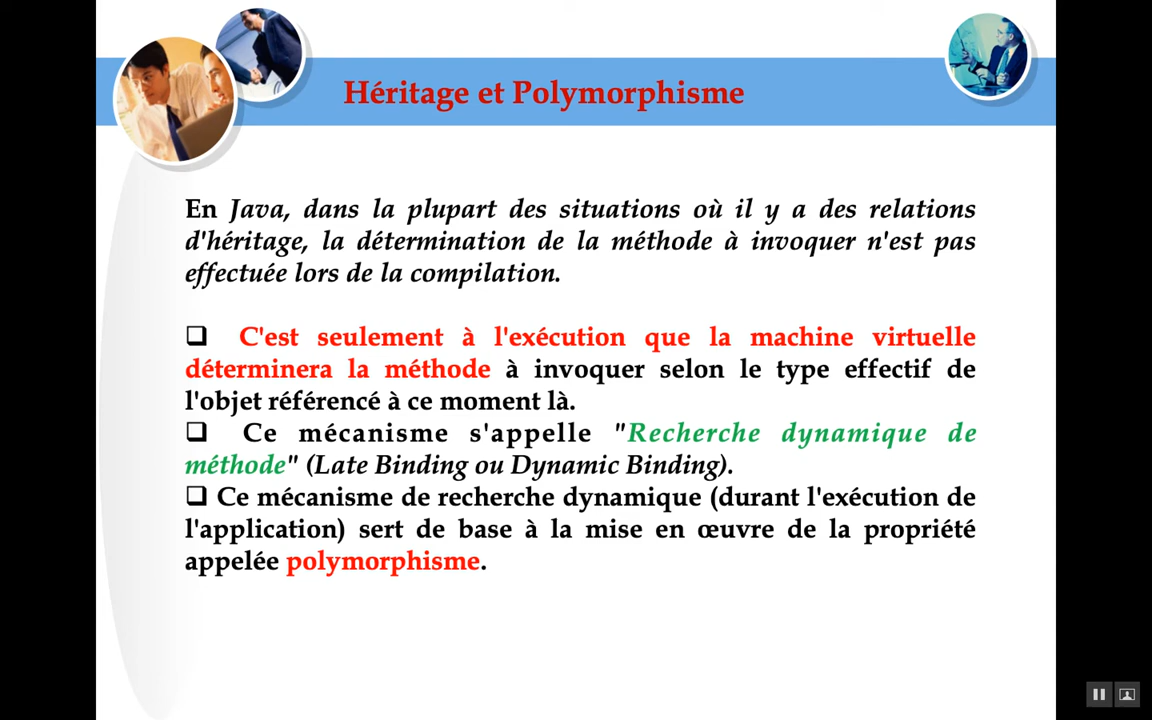 Héritage et Polymorphisme
En Java, dans la plupart des situations où il y a des relations
d'héritage, la détermination de la méthode à invoquer n'est pas
effectuée lors de la compilation.
❑ C'est seulement à l'exécution que la machine virtuelle
déterminera la méthode à invoquer selon le type effectif de
l'objet référencé à ce moment là.
❑ Ce mécanisme s'appelle "Recherche dynamique de
méthode" (Late Binding ou Dynamic Binding).
❑ Ce mécanisme de recherche dynamique (durant l'exécution de
l'application) sert de base à la mise en œuvre de la propriété
appelée polymorphisme.